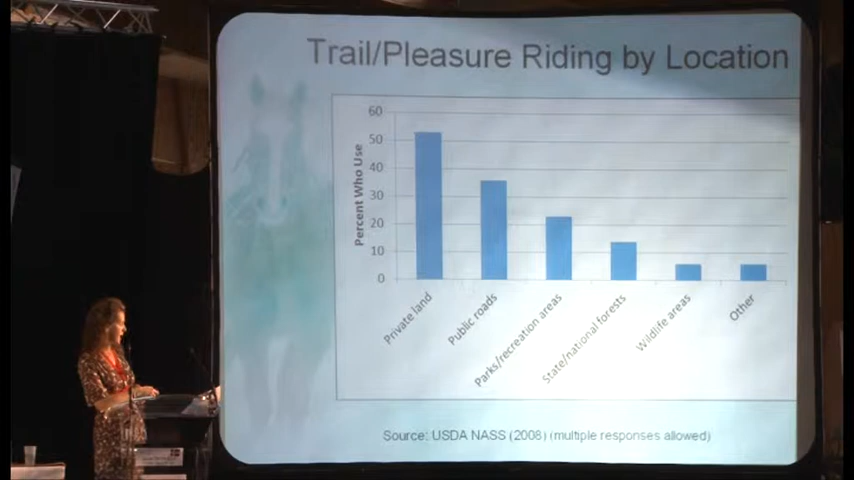 Trail/Pleasure Riding by Location
60
50
40
30
20
10
0
Percent Who Use
Private land
Public roads
Parks/recreation areas
State/national forests
Wildlife areas
Other
Source: USDA NASS (2008) (multiple responses allowed)